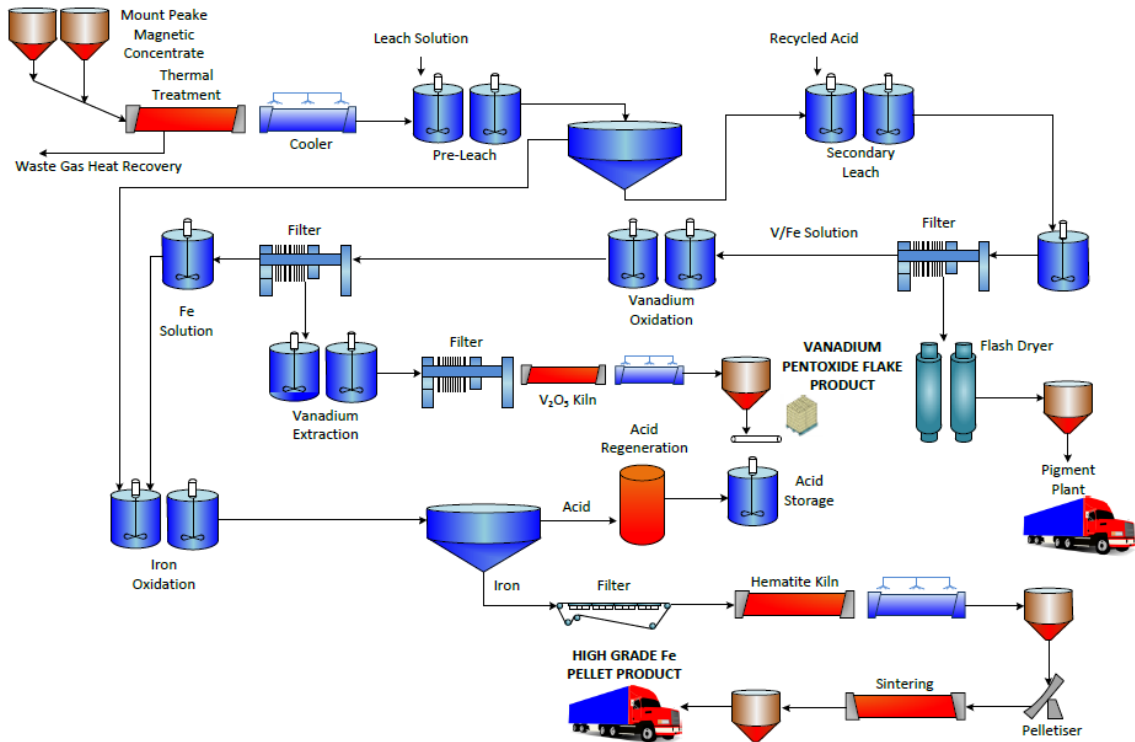 Mount Peake
Magnetic
Concentrate
Thermal
Treatment
Waste Gas Heat Recovery
Cooler
Leach Solution
Pre-Leach
Recycled Acid
Secondary
Leach
Filter
V/Fe Solution
Vanadium
Oxidation
Filter
Fe
Solution
Vanadium
Extraction
Filter
V₂O₅ Kiln
VANADIUM
PENTOXIDE FLAKE
PRODUCT
Flash Dryer
Pigment
Plant
Acid
Regeneration
Acid
Storage
Acid
Iron
Oxidation
Iron
Filter
Hematite Kiln
HIGH GRADE Fe
PELLET PRODUCT
Sintering
Pelletiser